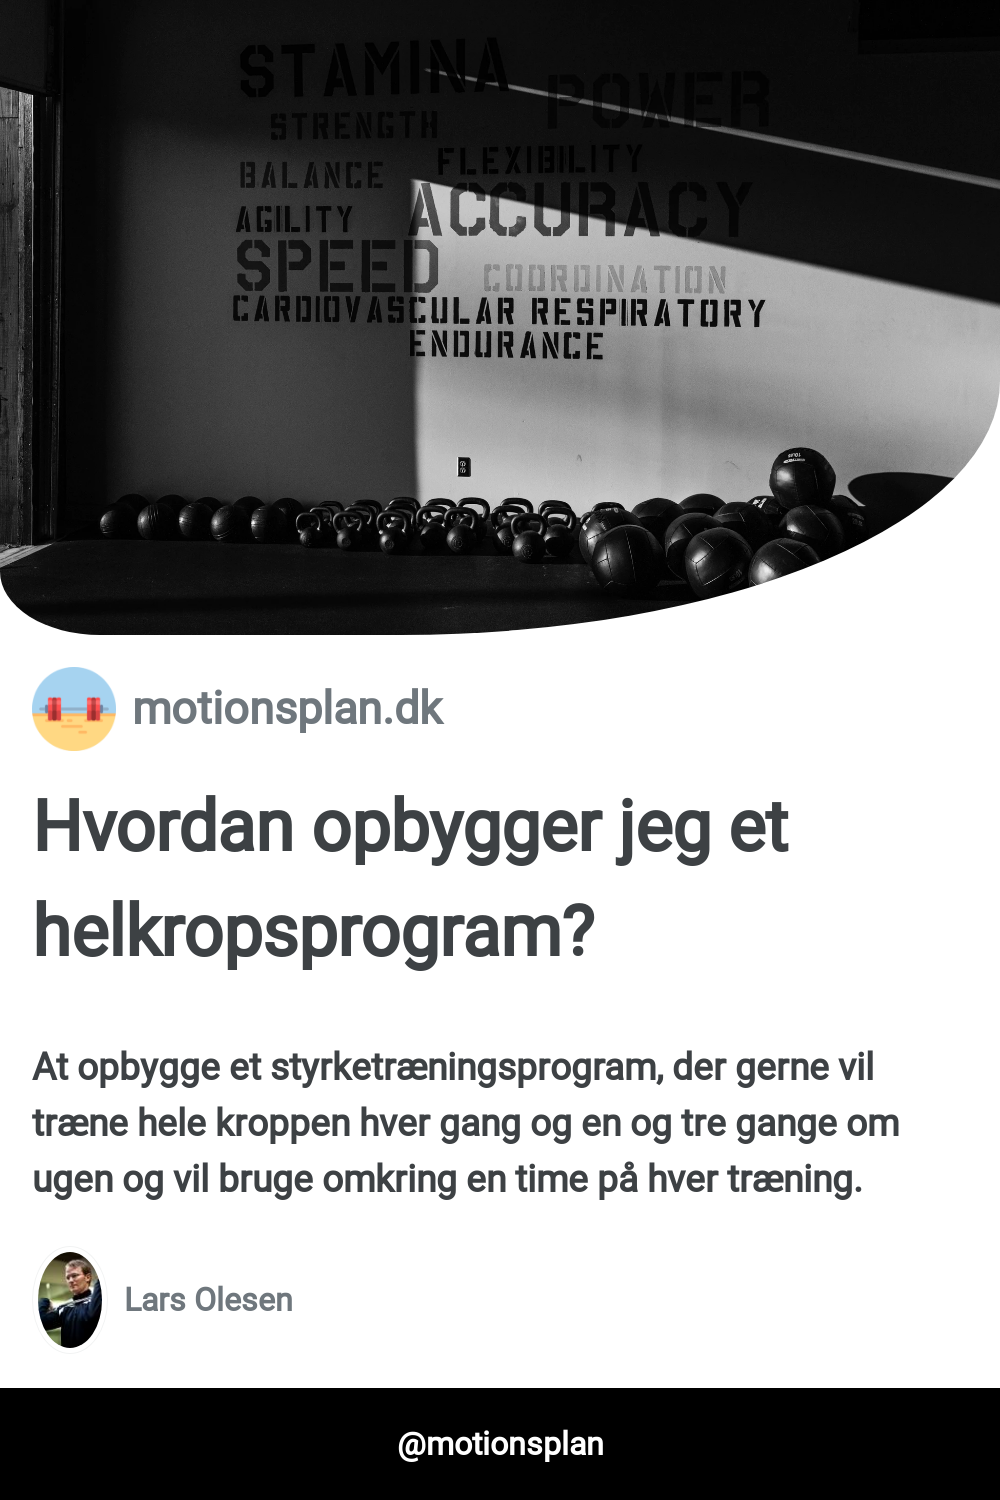 STAMINA
POWER
STRENGTH
FLEXIBILITY
BALANCE
ACCURACY
AGILITY
SPEED
COORDINATION
CARDIOVASCULAR RESPIRATORY
ENDURANCE
motionsplan.dk
Hvordan opbygger jeg et
helkropsprogram?
At opbygge et styrketræningsprogram, der gerne vil
træne hele kroppen hver gang og en og tre gange om
ugen og vil bruge omkring en time på hver træning.
Lars Olesen
@motionsplan